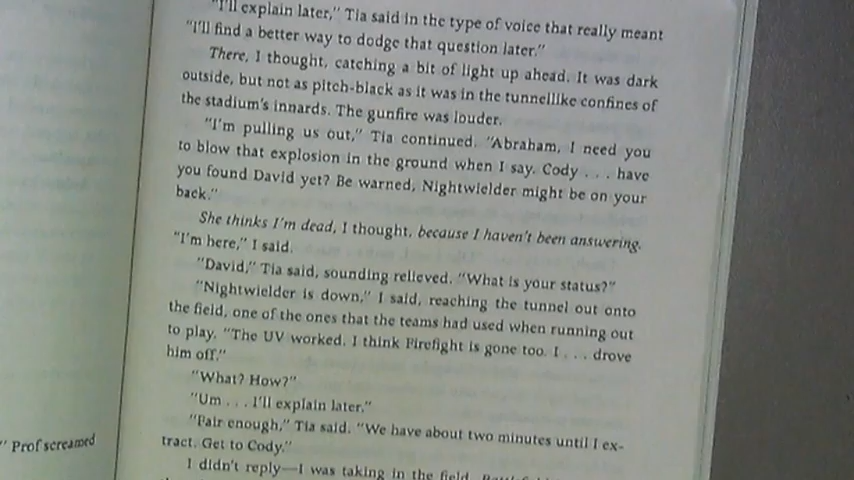 " Prof screamed
"I'll explain later," Tia said in the type of voice that really meant
"I'll find a better way to dodge that question later."
There, I thought, catching a bit of light up ahead. It was dark
outside, but not as pitch-black as it was in the tunnellike confines of
the stadium's innards. The gunfire was louder.
"I'm pulling us out," Tia continued. "Abraham, I need you
to blow that explosion in the ground when I say. Cody . . . have
you found David yet? Be warned, Nightwielder might be on your
back."
She thinks I'm dead, I thought, because I haven't been answering.
"I'm here," I said.
"David," Tia said, sounding relieved. "What is your status?"
"Nightwielder is down," I said, reaching the tunnel out onto
the field, one of the ones that the teams had used when running out
to play. "The UV worked. I think Firefight is gone too. I . . . drove
him off."
"What? How?"
"Um . . . I'll explain later."
"Fair enough," Tia said. "We have about two minutes until I ex-
tract. Get to Cody."
I didn't reply—I was taking in the field.